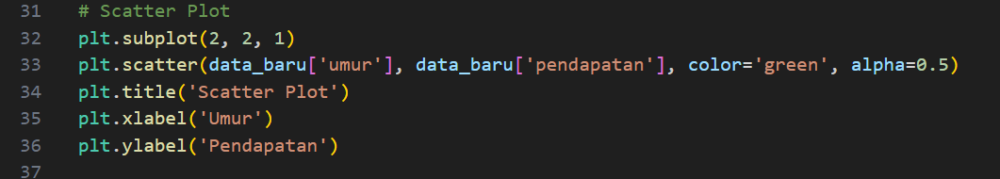 31 # Scatter Plot
32 plt.subplot(2, 2, 1)
33 plt.scatter(data_baru['umur'], data_baru['pendapatan'], color='green', alpha=0.5)
34 plt.title('Scatter Plot')
35 plt.xlabel('Umur')
36 plt.ylabel('Pendapatan')
37